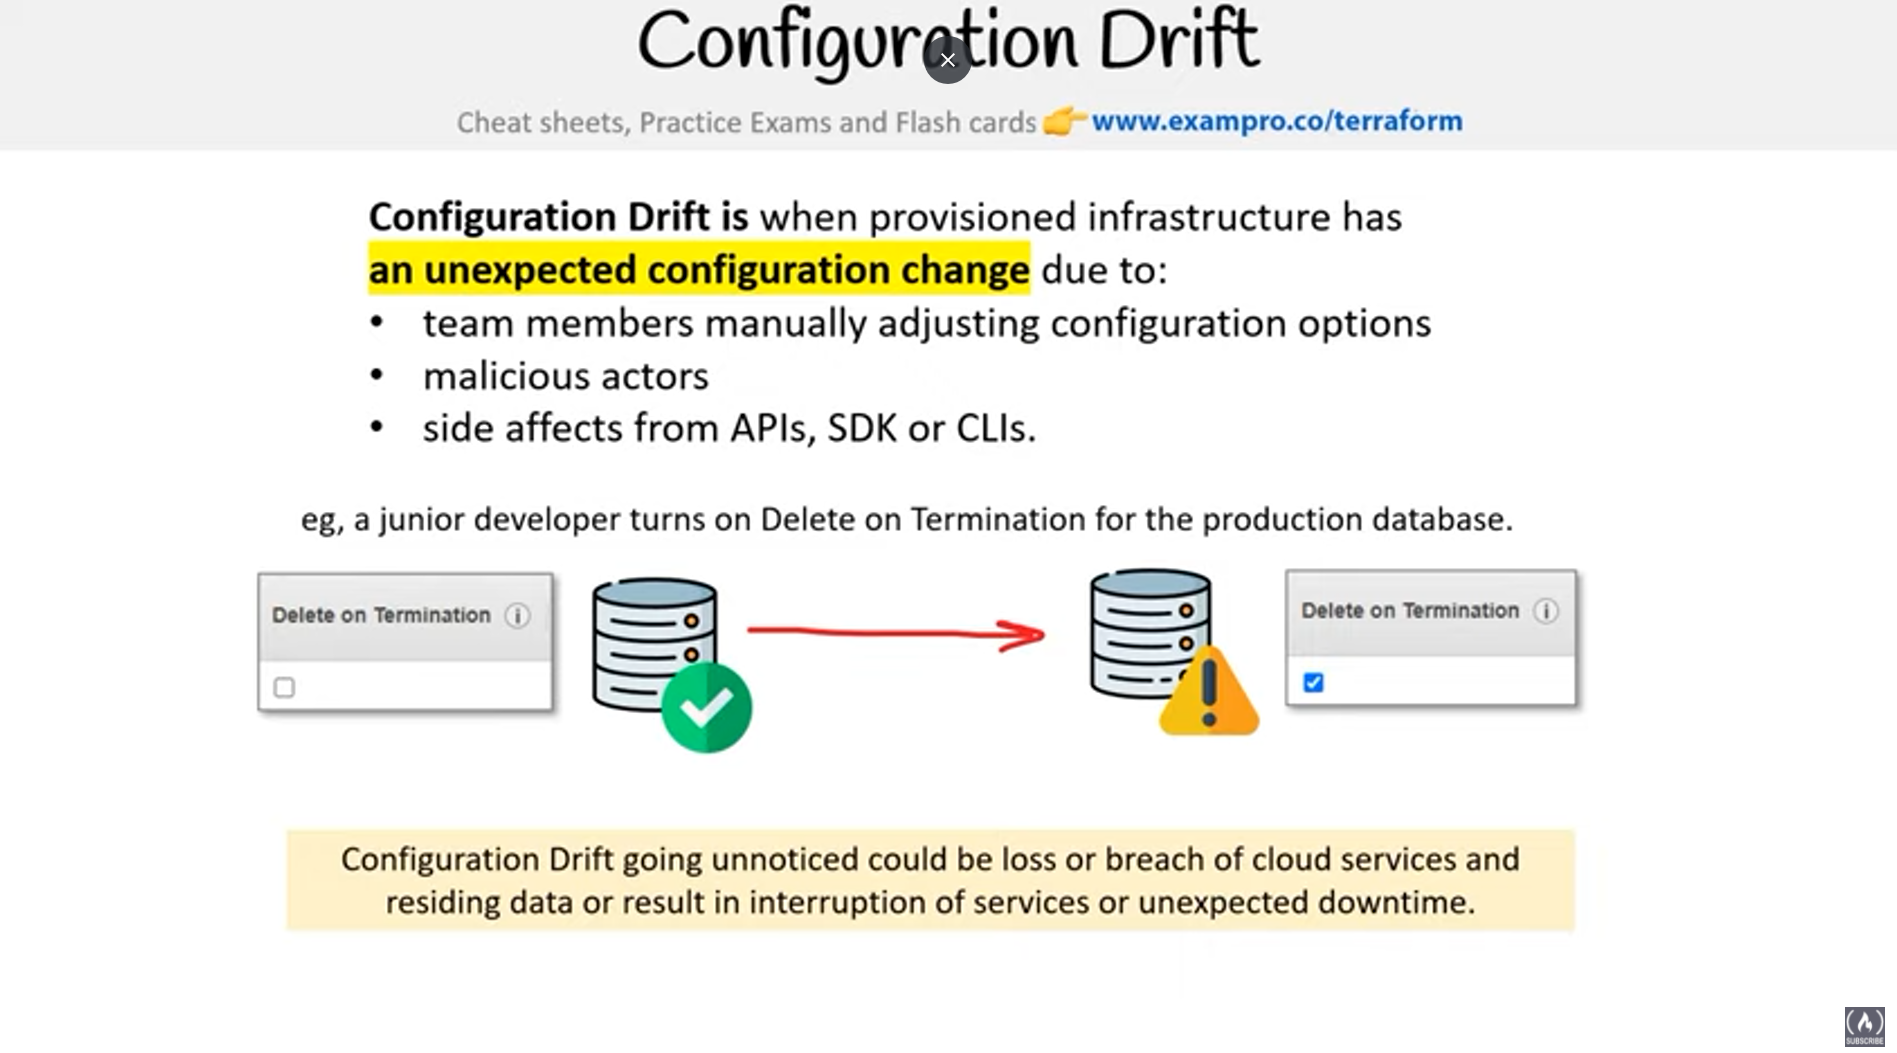 Configuration Drift
Cheat sheets, Practice Exams and Flash cards www.exampro.co/terraform
Configuration Drift is when provisioned infrastructure has
an unexpected configuration change due to:
• team members manually adjusting configuration options
• malicious actors
• side affects from APIs, SDK or CLIs.
eg, a junior developer turns on Delete on Termination for the production database.
Delete on Termination
Delete on Termination
Configuration Drift going unnoticed could be loss or breach of cloud services and
residing data or result in interruption of services or unexpected downtime.
SUBSCRIBE